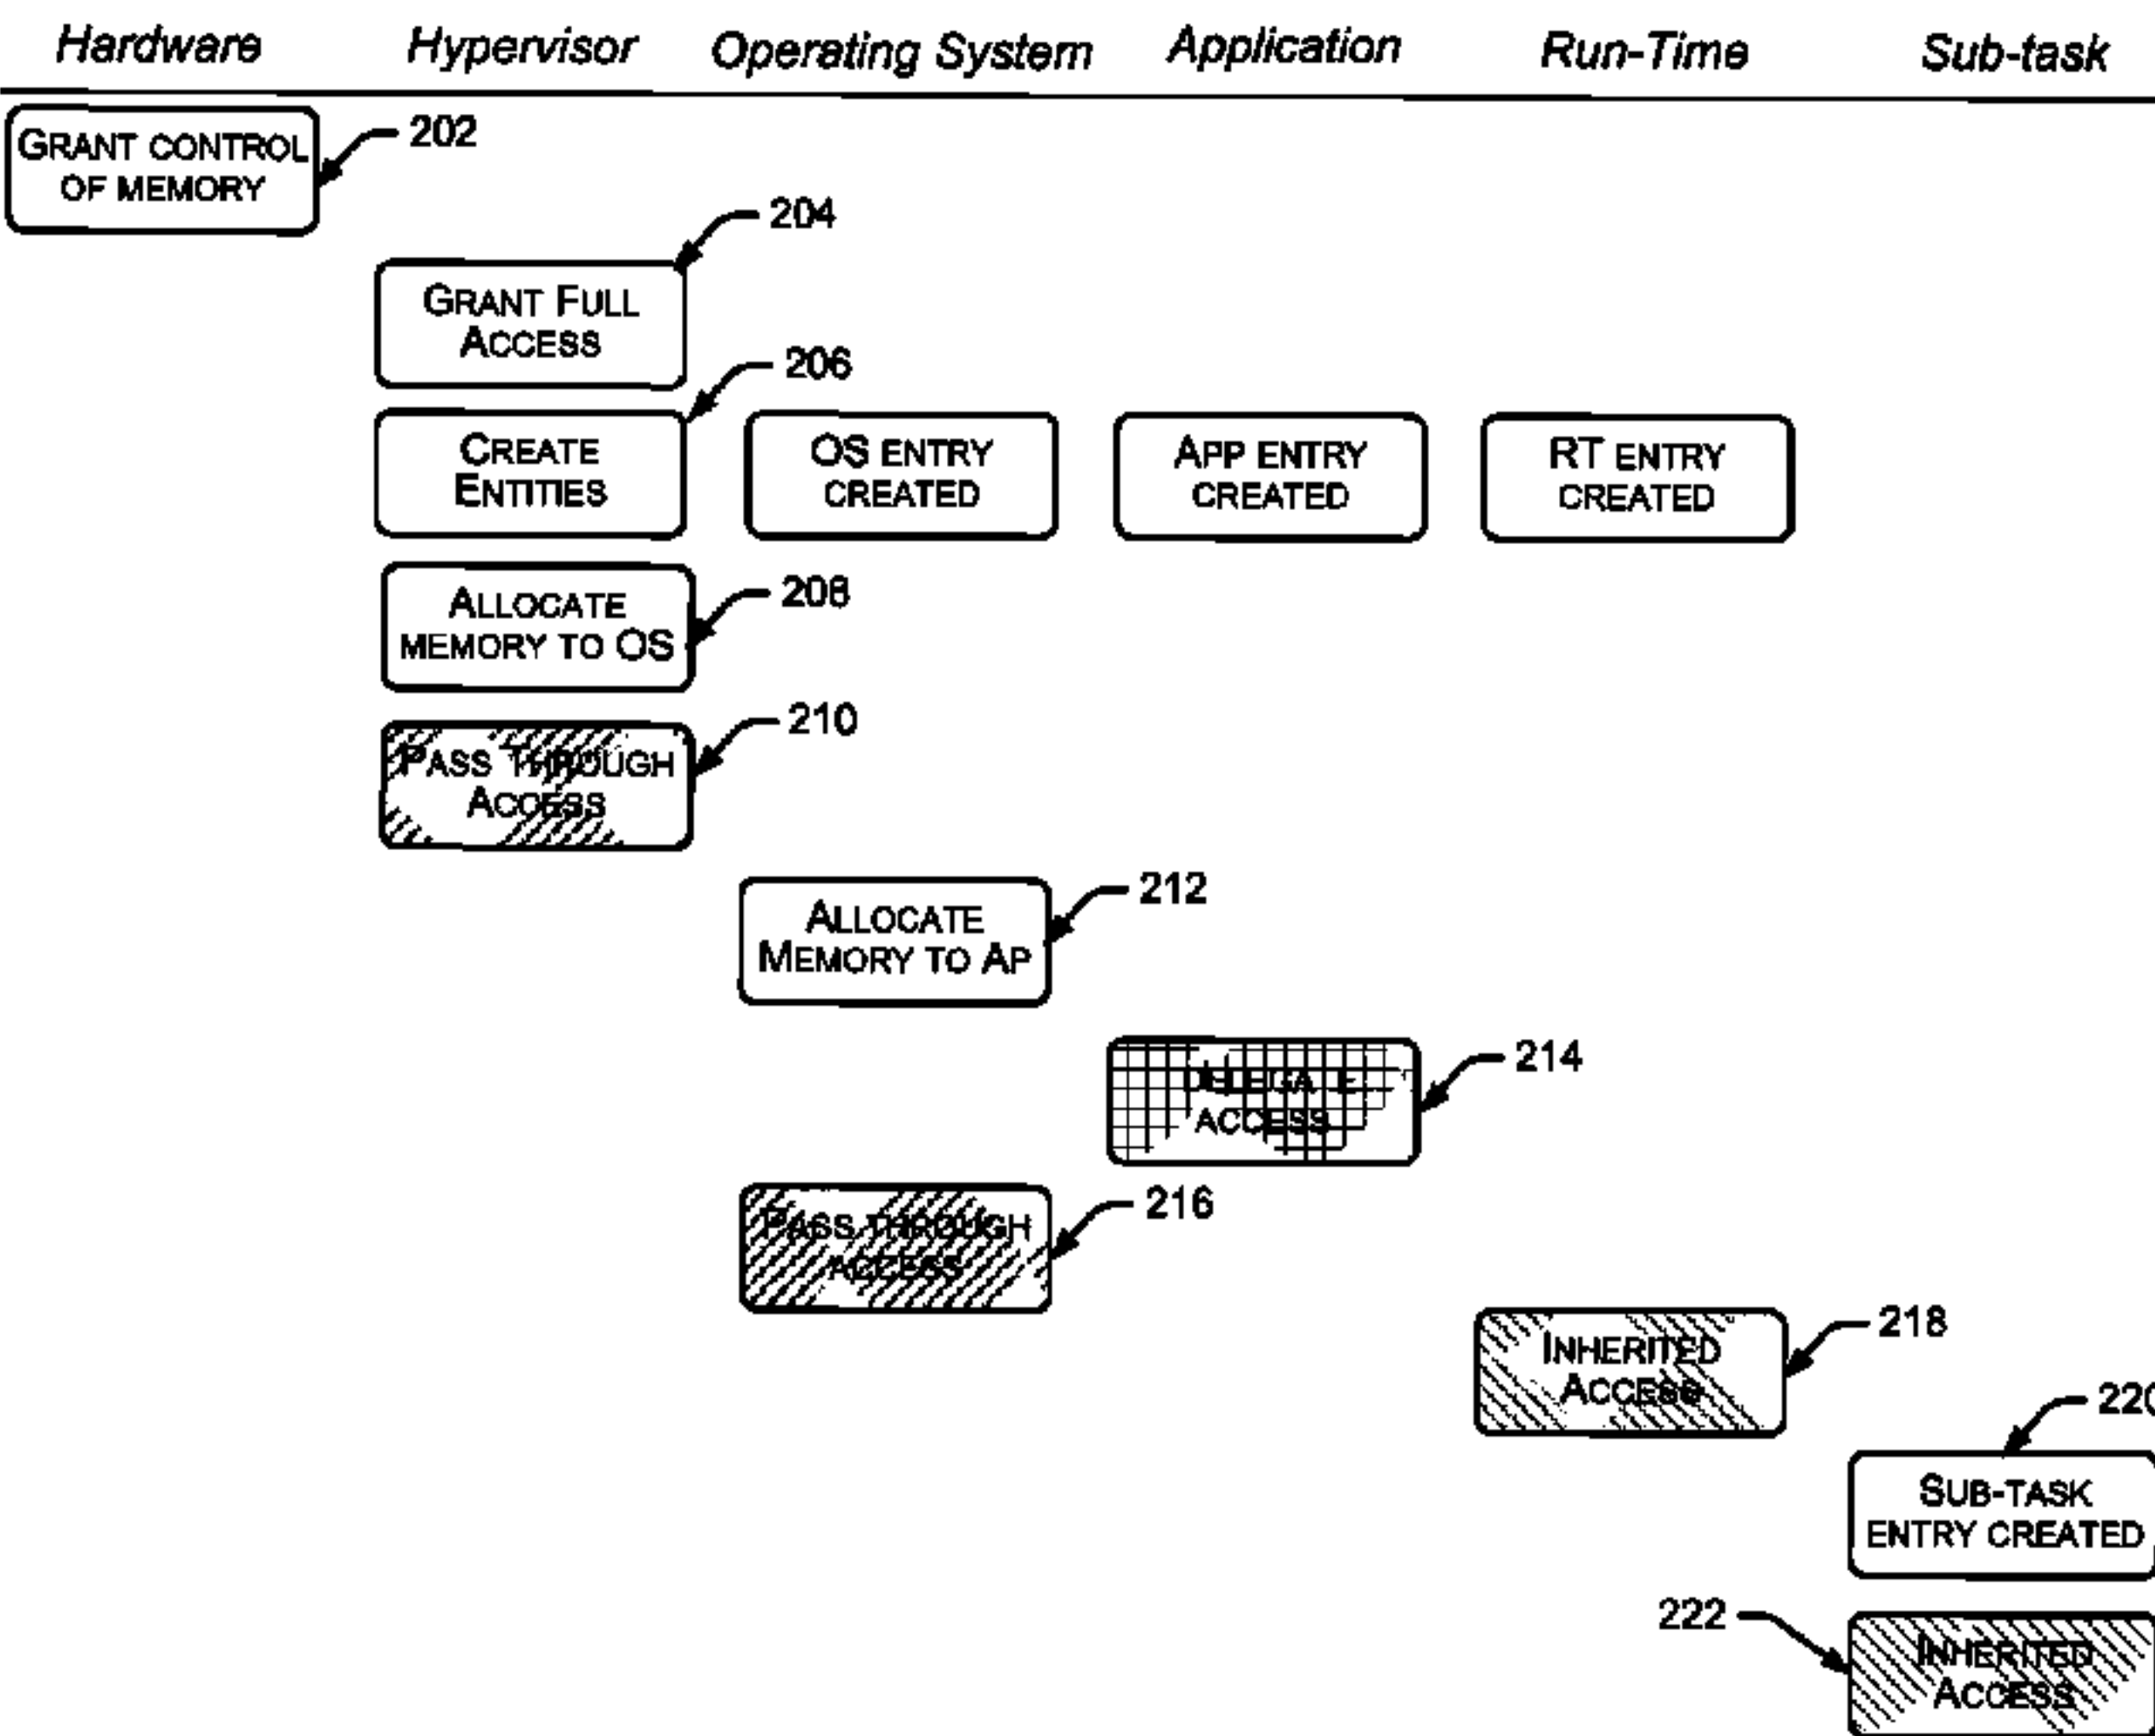 Hardware Hypervisor Operating System Application Run-Time Sub-task
GRANT CONTROL
OF MEMORY
202
204
GRANT FULL
ACCESS
206
CREATE
ENTITIES
OS ENTRY
CREATED
APP ENTRY
CREATED
RT ENTRY
CREATED
208
ALLOCATE
MEMORY TO OS
210
PASS THROUGH
ACCESS
212
ALLOCATE
MEMORY TO AP
214
DELEGATE
ACCESS
216
PASS THROUGH
ACCESS
218
INHERITED
ACCESS
220
SUB-TASK
ENTRY CREATED
222
INHERITED
ACCESS